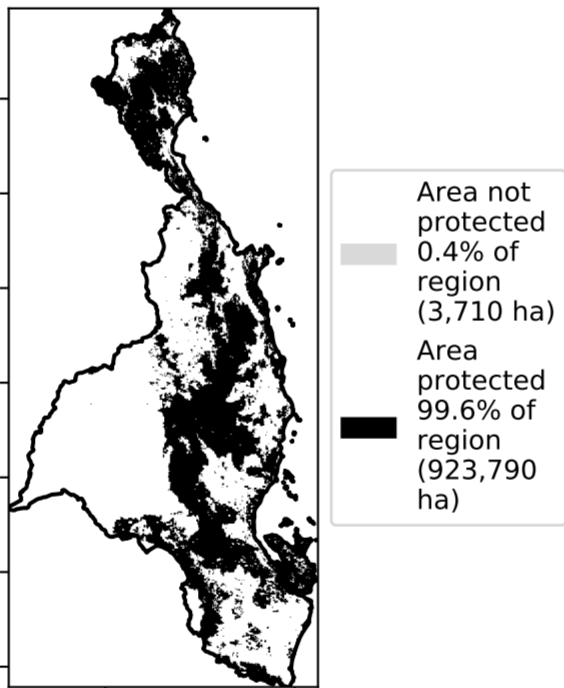 Area not
protected
0.4% of
region
(3,710 ha)
Area
protected
99.6% of
region
(923,790
ha)